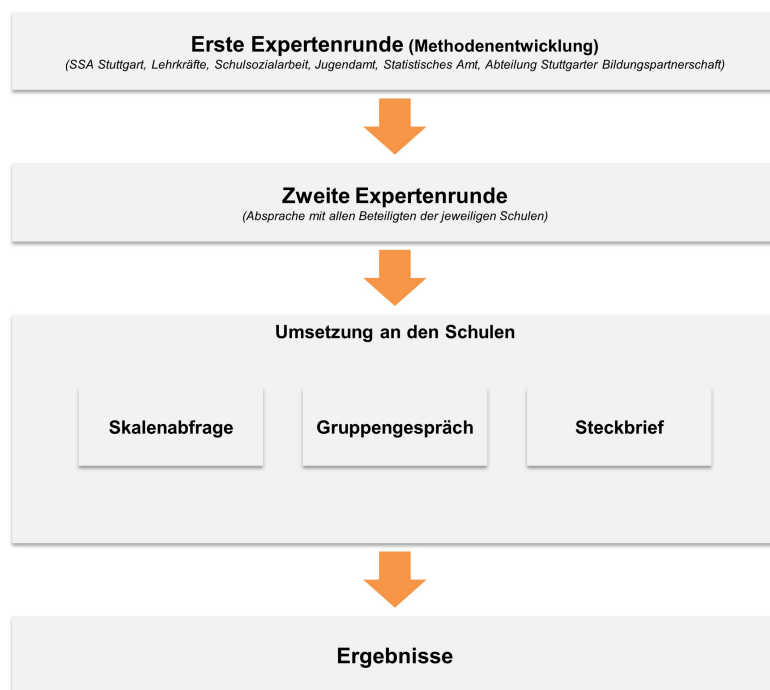 Erste Expertenrunde (Methodenentwicklung)
(SSA Stuttgart, Lehrkräfte, Schulsozialarbeit, Jugendamt, Statistisches Amt, Abteilung Stuttgarter Bildungspartnerschaft)
Zweite Expertenrunde
(Absprache mit allen Beteiligten der jeweiligen Schulen)
Umsetzung an den Schulen
Skalenabfrage
Gruppengespräch
Steckbrief
Ergebnisse